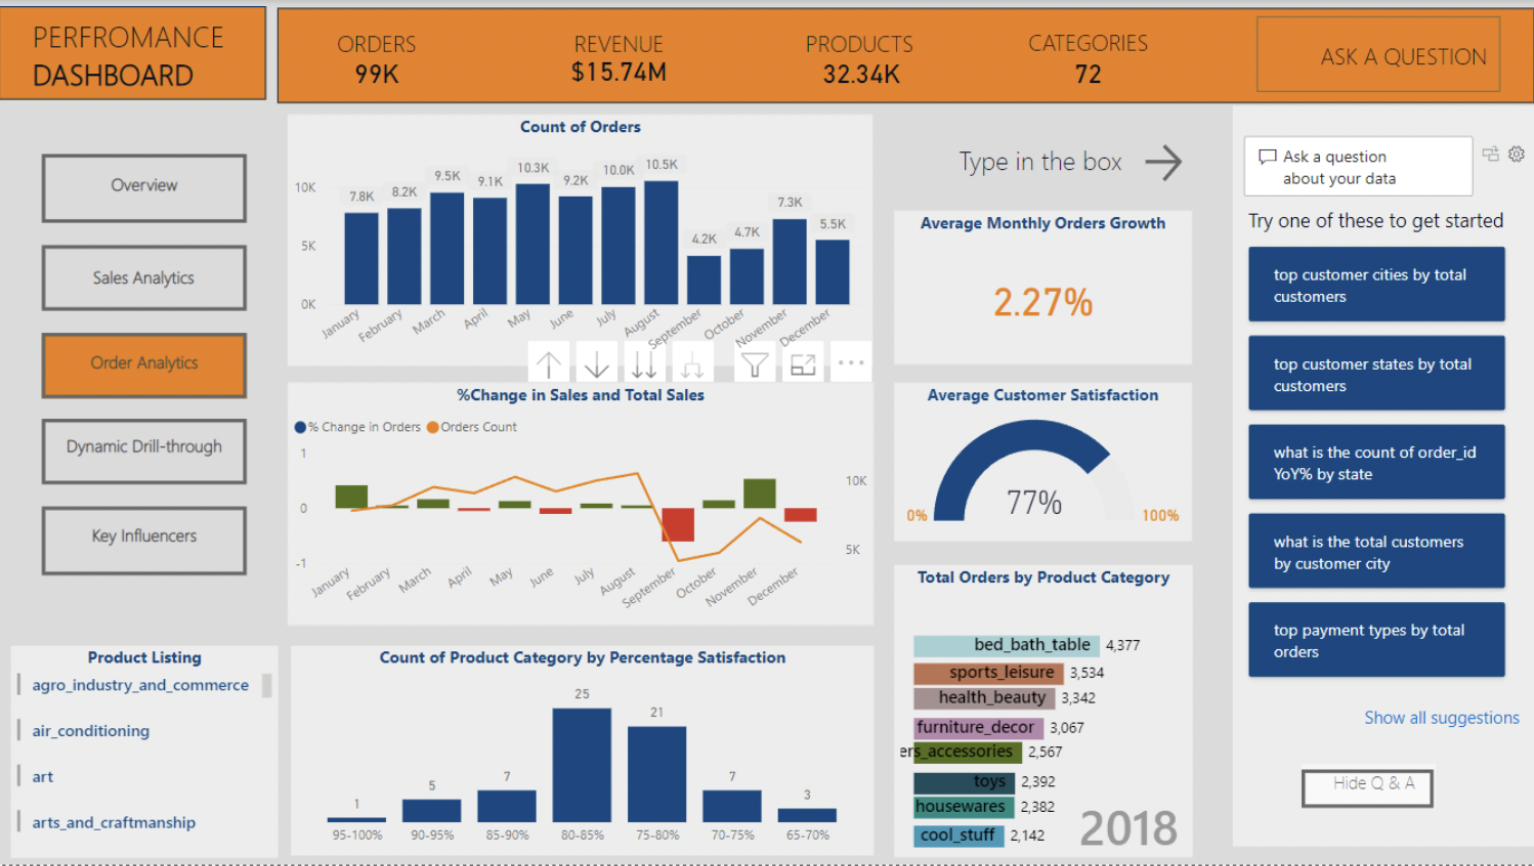 PERFROMANCE
DASHBOARD
ORDERS
99K
REVENUE
$15.74M
PRODUCTS
32.34K
CATEGORIES
72
ASK A QUESTION
Overview
Sales Analytics
Order Analytics
Dynamic Drill-through
Key Influencers
Product Listing
agro_industry_and_commerce
air_conditioning
art
arts_and_craftmanship
Count of Orders
10K
5K
0K
7.8K
8.2K
9.5K
9.1K
10.3K
9.2K
10.0K
10.5K
4.2K
4.7K
7.3K
5.5K
January
February
March
April
May
June
July
August
September
October
November
December
%Change in Sales and Total Sales
% Change in Orders
Orders Count
1
0
-1
10K
5K
January
February
March
April
May
June
July
August
September
October
November
December
Count of Product Category by Percentage Satisfaction
1
5
7
25
21
7
3
95-100%
90-95%
85-90%
80-85%
75-80%
70-75%
65-70%
Type in the box
Average Monthly Orders Growth
2.27%
Average Customer Satisfaction
77%
0%
100%
Total Orders by Product Category
bed_bath_table 4,377
sports_leisure 3,534
health_beauty 3,342
furniture_decor 3,067
ers_accessories 2,567
toys 2,392
housewares 2,382
cool_stuff 2,142
2018
Ask a question
about your data
Try one of these to get started
top customer cities by total
customers
top customer states by total
customers
what is the count of order_id
YoY% by state
what is the total customers
by customer city
top payment types by total
orders
Show all suggestions
Hide Q & A